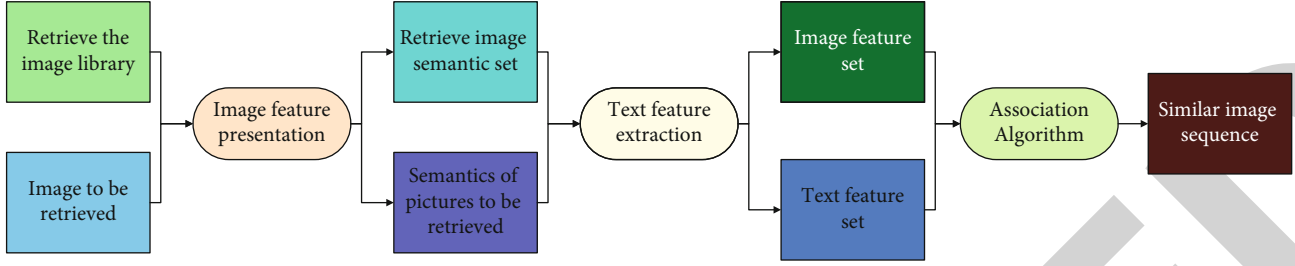 Retrieve the
image library
Image to be
retrieved
Image feature
presentation
Retrieve image
semantic set
Semantics of
pictures to be
retrieved
Text feature
extraction
Image feature
set
Text feature
set
Association
Algorithm
Similar image
sequence